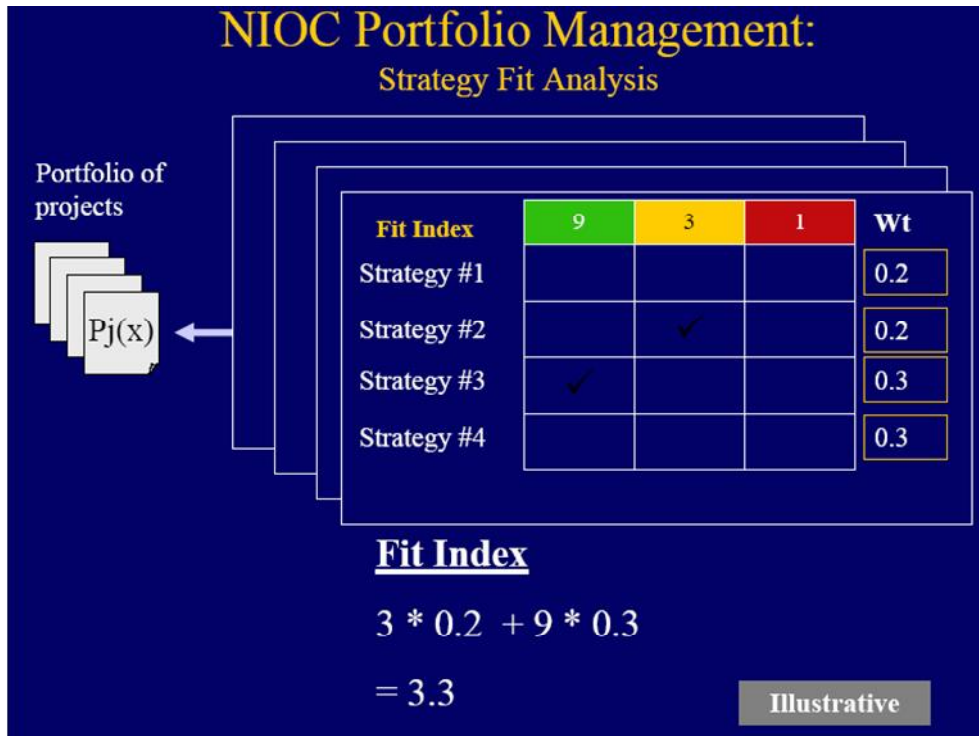 NIOC Portfolio Management:
Strategy Fit Analysis
Portfolio of
projects
Pj(x)
Fit Index 9 3 1 Wt
Strategy #1 0.2
Strategy #2 ✓ 0.2
Strategy #3 ✓ 0.3
Strategy #4 0.3
Fit Index
3 * 0.2 + 9 * 0.3
= 3.3
Illustrative